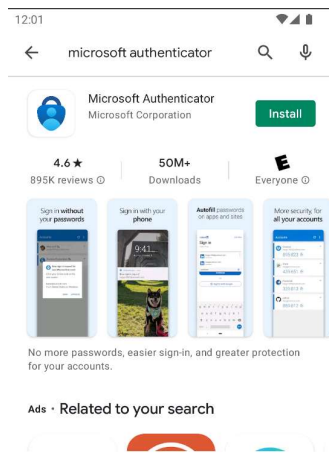 12:01
microsoft authenticator
Microsoft Authenticator
Microsoft Corporation
Install
4.6★
895K reviews
50M+
Downloads
E
Everyone
Sign in without
your passwords
Sign in with your
phone
9:41
Autofill passwords
on apps and sites
Sign in
More security for
all your accounts
No more passwords, easier sign-in, and greater protection
for your accounts.
Ads · Related to your search